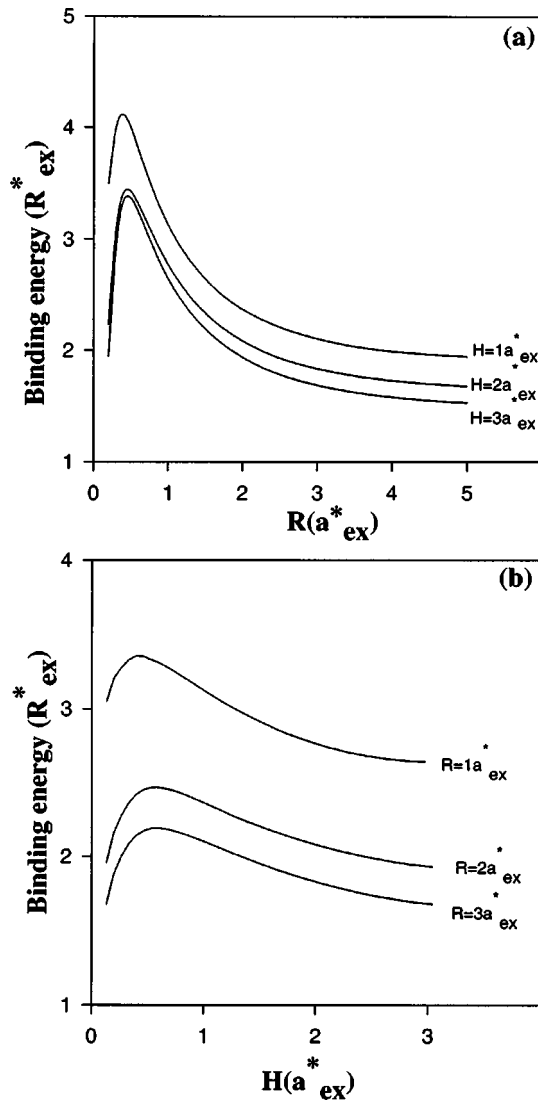 (a)
Binding energy (R*ex)
5
4
3
2
1
H=1a*ex
H=2a*ex
H=3a*ex
0 1 2 3 4 5
R(a*ex)
(b)
Binding energy (R*ex)
4
3
2
1
R=1a*ex
R=2a*ex
R=3a*ex
0 1 2 3
H(a*ex)